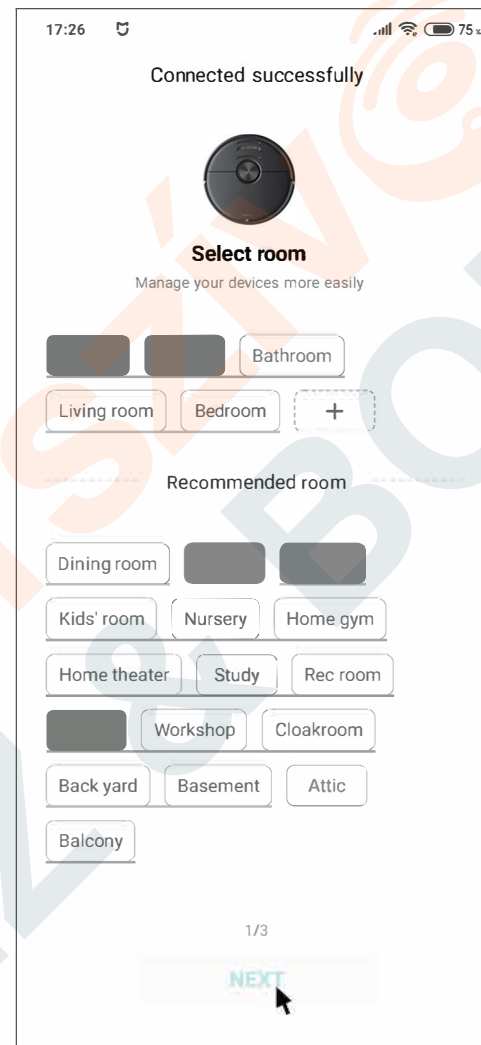 17:26 75
Connected successfully
Select room
Manage your devices more easily
Bathroom
Living room Bedroom +
Recommended room
Dining room
Kids' room Nursery Home gym
Home theater Study Rec room
Workshop Cloakroom
Back yard Basement Attic
Balcony
1/3
NEXT